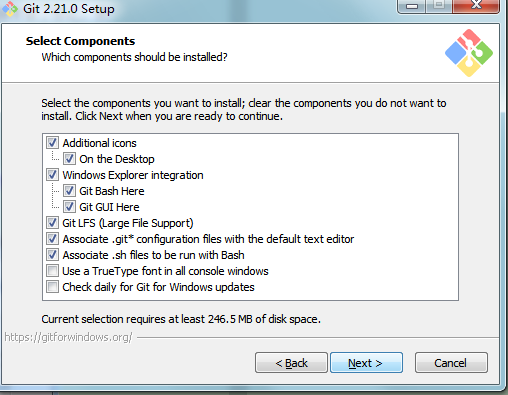 Git 2.21.0 Setup
Select Components
Which components should be installed?
Select the components you want to install; clear the components you do not want to
install. Click Next when you are ready to continue.
Additional icons
On the Desktop
Windows Explorer integration
Git Bash Here
Git GUI Here
Git LFS (Large File Support)
Associate .git* configuration files with the default text editor
Associate .sh files to be run with Bash
Use a TrueType font in all console windows
Check daily for Git for Windows updates
Current selection requires at least 246.5 MB of disk space.
https://gitforwindows.org/
< Back
Next >
Cancel